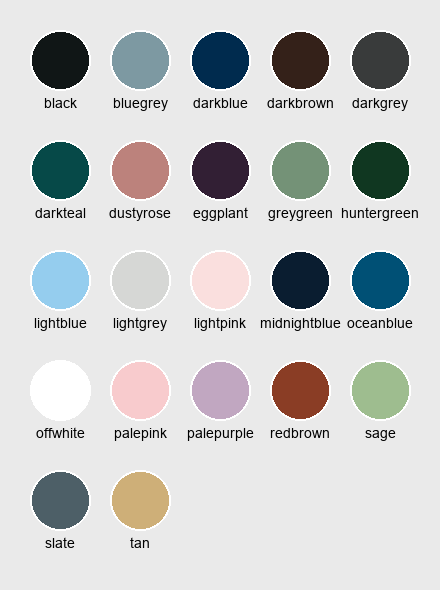 black bluegrey darkblue darkbrown darkgrey
darkteal dustyrose eggplant greygreen huntergreen
lightblue lightgrey lightpink midnightblue oceanblue
offwhite palepink palepurple redbrown sage
slate tan